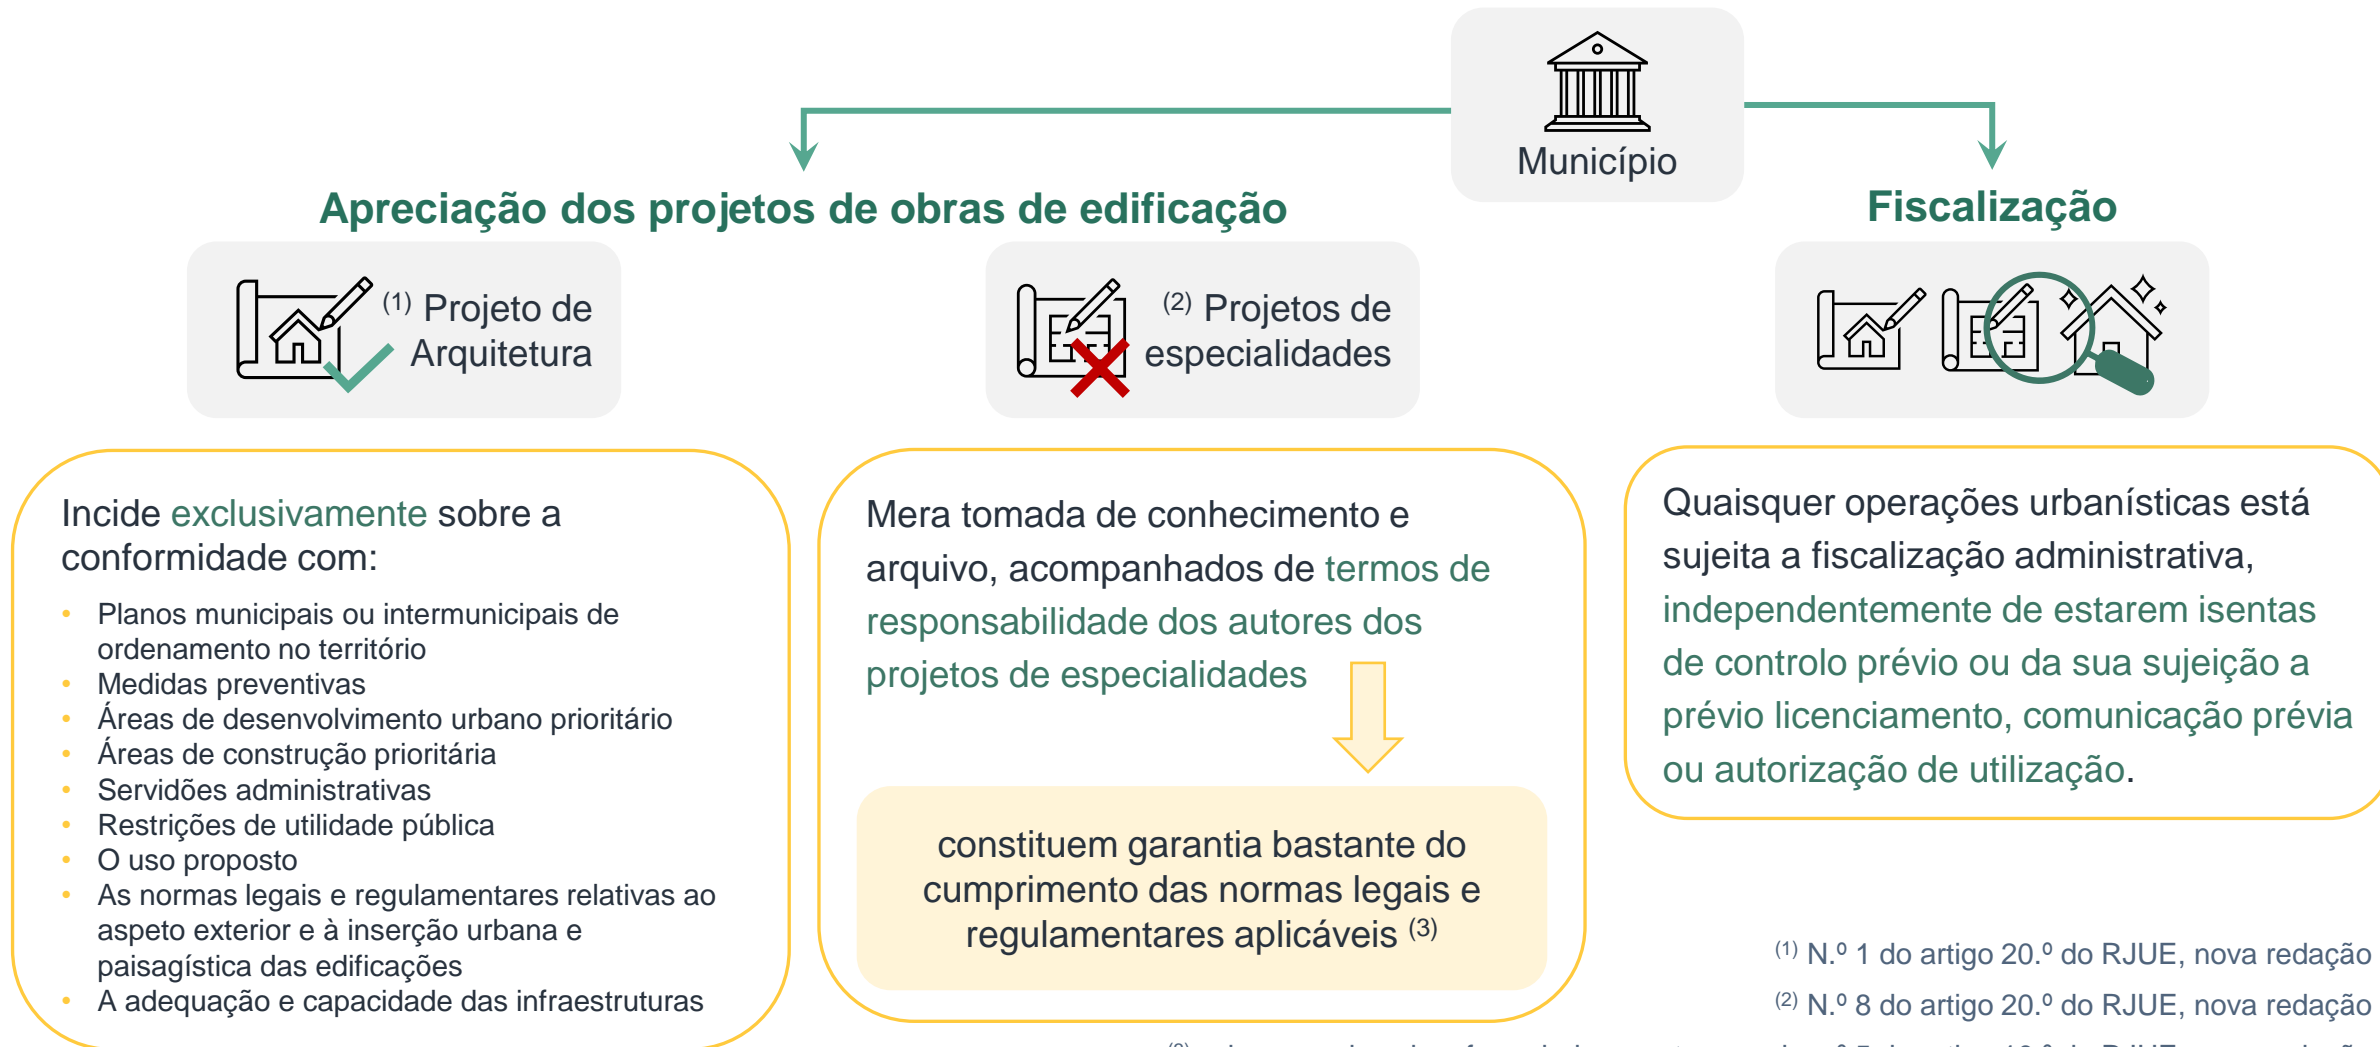 Município
Apreciação dos projetos de obras de edificação
Fiscalização
(1) Projeto de
Arquitetura
(2) Projetos de
especialidades
Incide exclusivamente sobre a
conformidade com:
• Planos municipais ou intermunicipais de
ordenamento no território
• Medidas preventivas
• Áreas de desenvolvimento urbano prioritário
• Áreas de construção prioritária
• Servidões administrativas
• Restrições de utilidade pública
• O uso proposto
• As normas legais e regulamentares relativas ao
aspeto exterior e à inserção urbana e
paisagística das edificações
• A adequação e capacidade das infraestruturas
Mera tomada de conhecimento e
arquivo, acompanhados de termos de
responsabilidade dos autores dos
projetos de especialidades
constituem garantia bastante do
cumprimento das normas legais e
regulamentares aplicáveis (3)
Quaisquer operações urbanísticas está
sujeita a fiscalização administrativa,
independentemente de estarem isentas
de controlo prévio ou da sua sujeição a
prévio licenciamento, comunicação prévia
ou autorização de utilização.
(1) N.º 1 do artigo 20.º do RJUE, nova redação
(2) N.º 8 do artigo 20.º do RJUE, nova redação